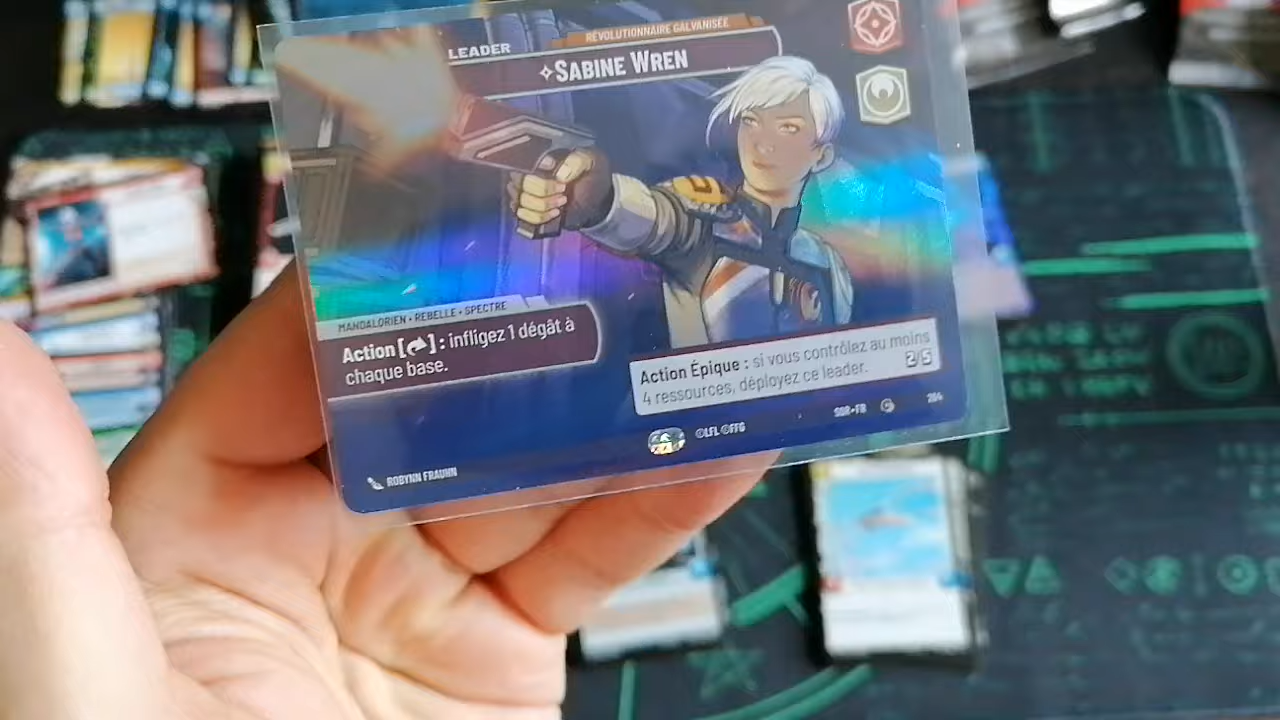 RÉVOLUTIONNAIRE GALVANISÉE
LEADER
SABINE WREN
MANDALORIEN • REBELLE • SPECTRE
Action [ ] : infligez 1 dégât à
chaque base.
Action Épique : si vous contrôlez au moins
4 ressources, déployez ce leader.
2/5
SOR•FR
©LFL ©FFG
ROBYNN FRAUHN